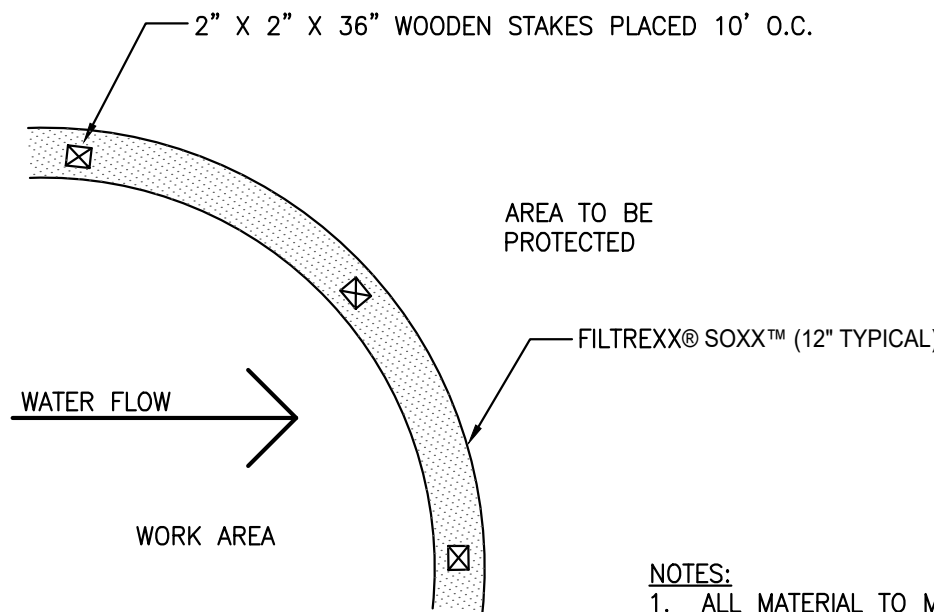 2” X 2” X 36” WOODEN STAKES PLACED 10’ O.C.
AREA TO BE
PROTECTED
FILTREXX® SOXX™ (12" TYPICAL)
WATER FLOW
WORK AREA
NOTES:
1. ALL MATERIAL TO